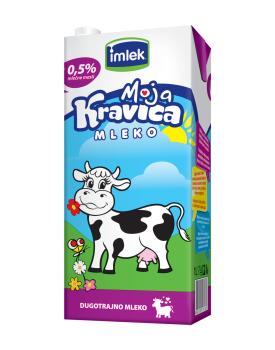 imlek
0,5%
mlečne masti
Moja
Kravica
MLEKO
DUGOTRAJNO MLEKO